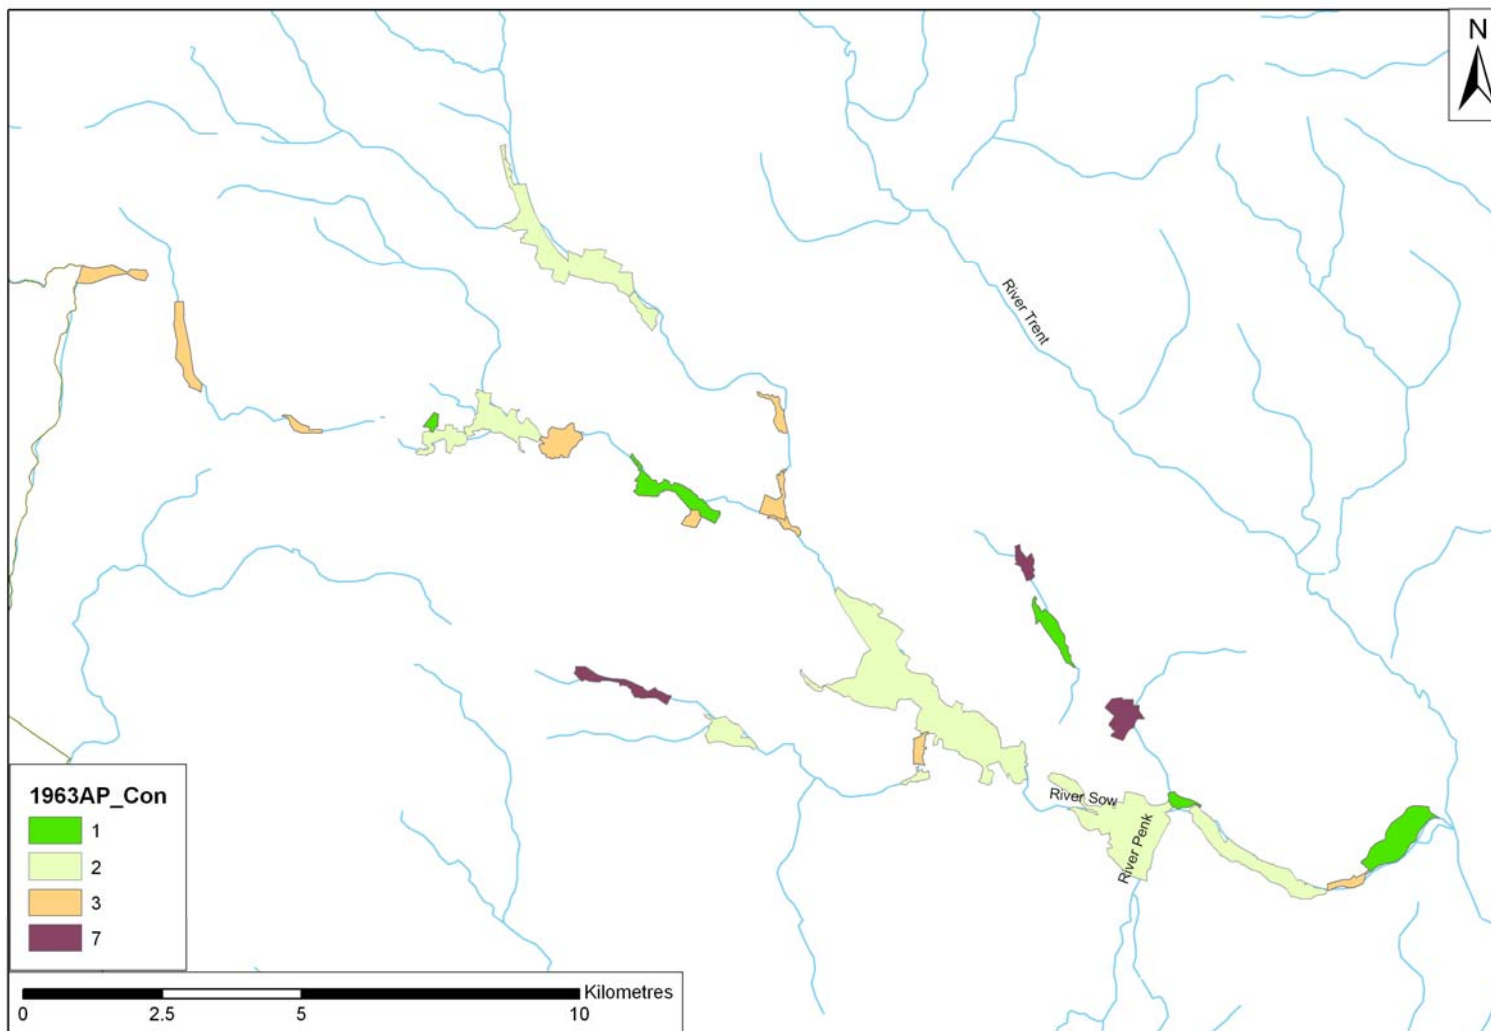 N
River Trent
River Sow
River Penk
1963AP_Con
1
2
3
7
Kilometres
0 2.5 5 10